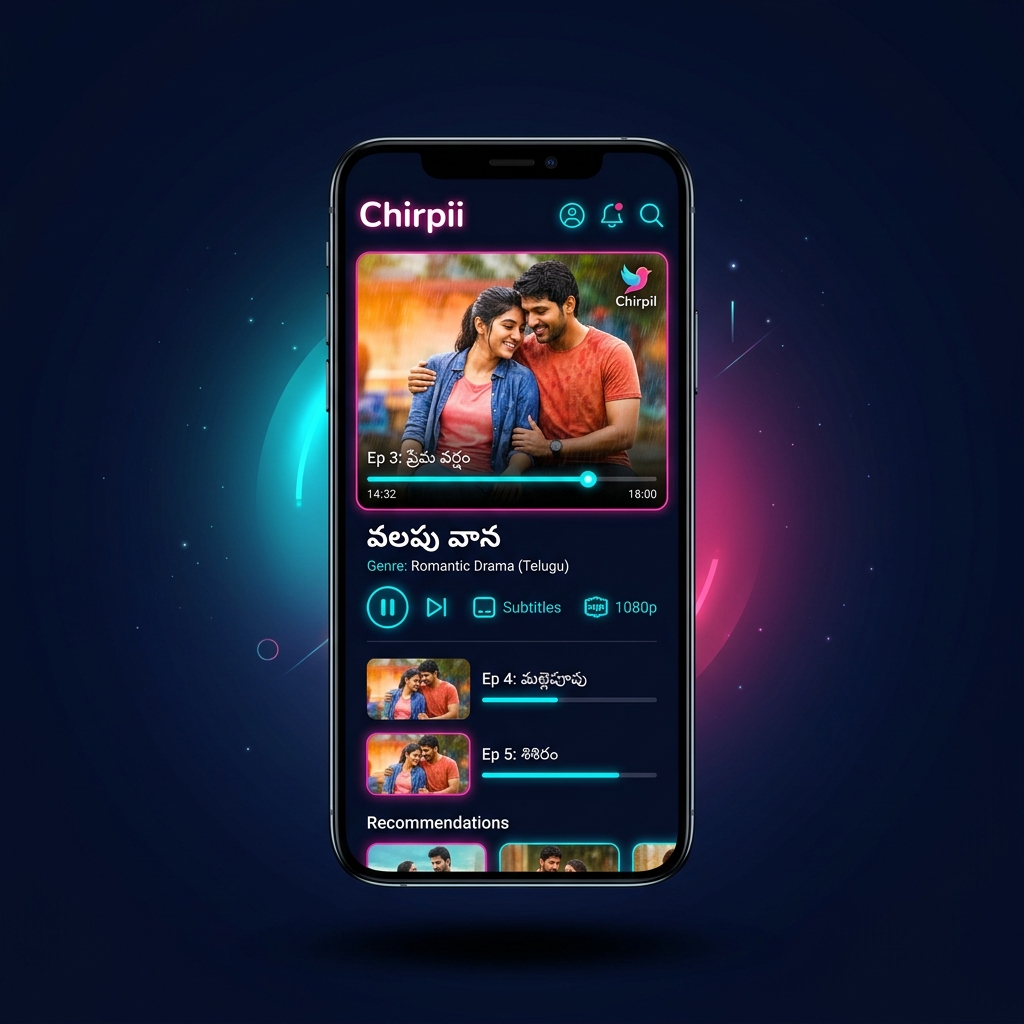 Chirpii
Chirpil
Ep 3: ప్రేమ వర్షం
14:32 18:00
వలపు వాన
Genre: Romantic Drama (Telugu)
Subtitles 1080p
Ep 4:
Ep 5: శిశిరం
Recommendations